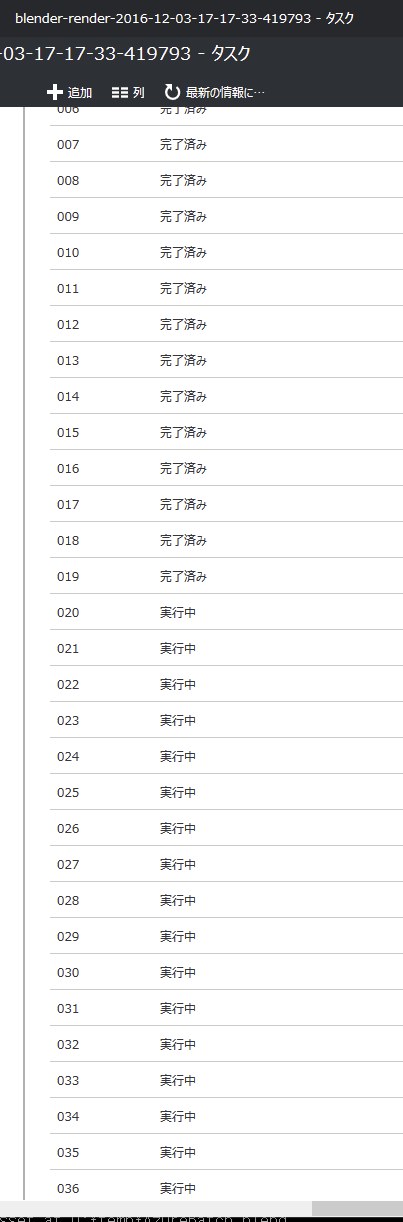 blender-render-2016-12-03-17-17-33-419793 - タスク
-03-17-17-33-419793 - タスク
追加 列 最新の情報に…
006 完了済み
007 完了済み
008 完了済み
009 完了済み
010 完了済み
011 完了済み
012 完了済み
013 完了済み
014 完了済み
015 完了済み
016 完了済み
017 完了済み
018 完了済み
019 完了済み
020 実行中
021 実行中
022 実行中
023 実行中
024 実行中
025 実行中
026 実行中
027 実行中
028 実行中
029 実行中
030 実行中
031 実行中
032 実行中
033 実行中
034 実行中
035 実行中
036 実行中